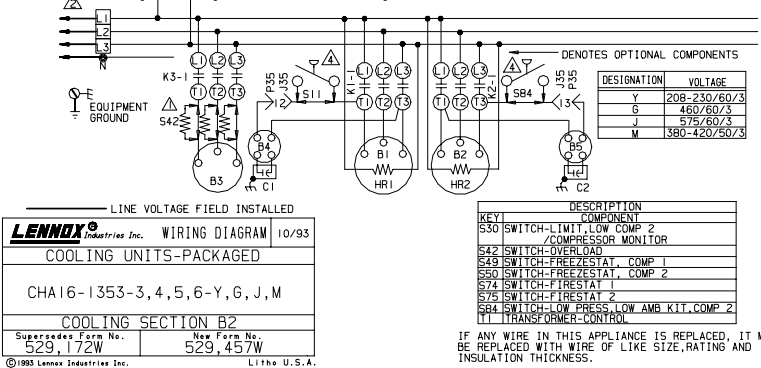 2
L1
L2
L3
N
E
EQUIPMENT
GROUND
K3-1
L1 L2 L3
T1 T2 T3
1
S42
B3
4
P35 J35
12
S11
K1-1
L1 L2 L3
T1 T3
B4
C1
B1
HR1
L1 L2 L3
T1 T3
K2-1
B2
HR2
4
S84
J35 P35
13
B5
C2
DENOTES OPTIONAL COMPONENTS
DESIGNATION VOLTAGE
Y 208-230/60/3
G 460/60/3
J 575/60/3
M 380-420/50/3
LINE VOLTAGE FIELD INSTALLED
LENNOX Industries Inc. WIRING DIAGRAM 10/93
COOLING UNITS-PACKAGED
CHA16-1353-3,4,5,6-Y,G,J,M
COOLING SECTION B2
Supersedes Form No. New Form No.
529,172W 529,457W
©1993 Lennox Industries Inc. Litho U.S.A.
DESCRIPTION
KEY COMPONENT
S30 SWITCH-LIMIT,LOW COMP 2
/COMPRESSOR MONITOR
S42 SWITCH-OVERLOAD
S49 SWITCH-FREEZESTAT, COMP 1
S50 SWITCH-FREEZESTAT, COMP 2
S74 SWITCH-FIRESTAT 1
S75 SWITCH-FIRESTAT 2
S84 SWITCH-LOW PRESS,LOW AMB KIT,COMP 2
T1 TRANSFORMER-CONTROL
IF ANY WIRE IN THIS APPLIANCE IS REPLACED, IT
BE REPLACED WITH WIRE OF LIKE SIZE,RATING AND
INSULATION THICKNESS.